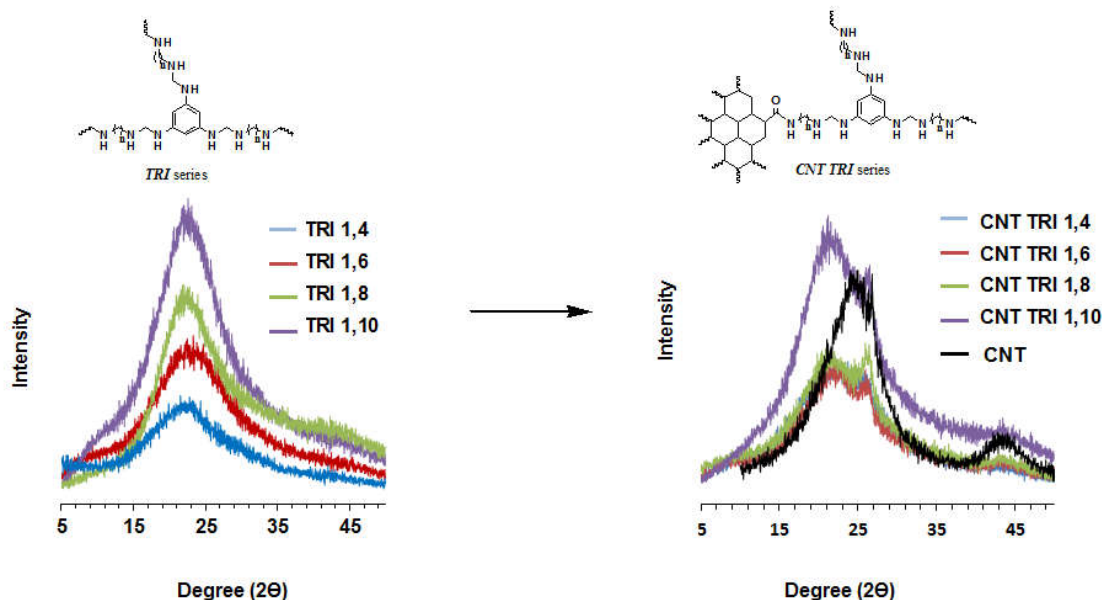 NH
n
NH
NH
N
H
n
N
H
N
H
N
H
N
H
n
N
H
TRI series
NH
n
NH
NH
O
N
H
n
N
H
N
H
N
H
N
H
n
N
H
CNT TRI series
TRI 1,4
TRI 1,6
TRI 1,8
TRI 1,10
Intensity
5
15
25
35
45
Degree (2Θ)
CNT TRI 1,4
CNT TRI 1,6
CNT TRI 1,8
CNT TRI 1,10
CNT
Intensity
5
15
25
35
45
Degree (2Θ)